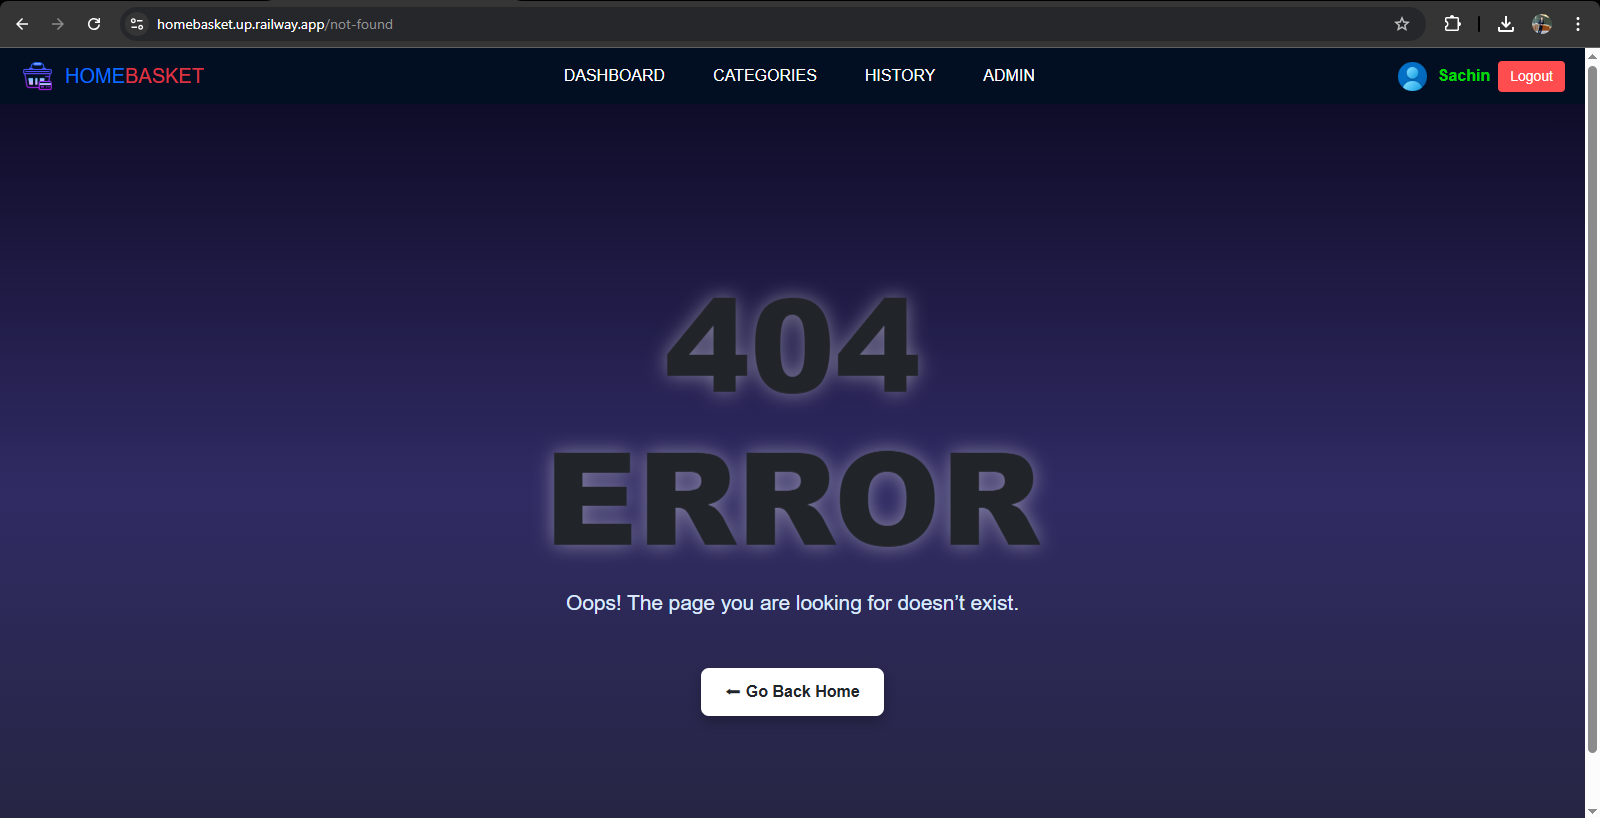 homebasket.up.railway.app/not-found
HOMEBASKET DASHBOARD CATEGORIES HISTORY ADMIN Sachin Logout
404
ERROR
Oops! The page you are looking for doesn’t exist.
⬅ Go Back Home